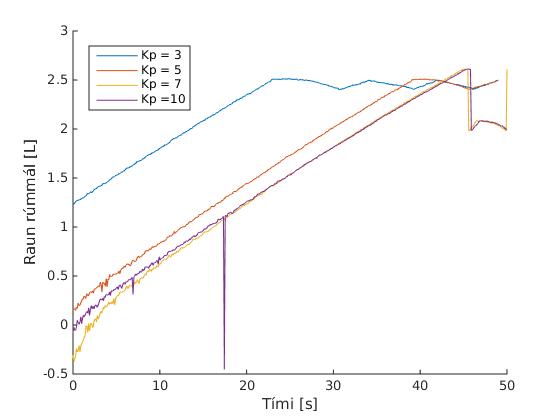 3
2.5
2
1.5
1
0.5
0
-0.5
Raun rúmmál [L]
Kp = 3
Kp = 5
Kp = 7
Kp =10
0
10
20
30
40
50
Tími [s]